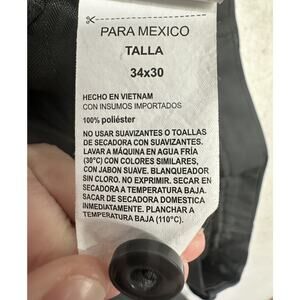 PARA MEXICO
TALLA
34x30
HECHO EN VIETNAM
CON INSUMOS IMPORTADOS
100% poliéster
NO USAR SUAVIZANTES O TOALLAS
DE SECADORA CON SUAVIZANTES.
LAVAR A MÁQUINA EN AGUA FRÍA
(30°C) CON COLORES SIMILARES,
CON JABON SUAVE. BLANQUEADOR
SIN CLORO. NO EXPRIMIR. SECAR EN
SECADORA A TEMPERATURA BAJA.
SACAR DE SECADORA DOMESTICA
INMEDIATAMENTE. PLANCHAR A
TEMPERATURA BAJA (110°C).